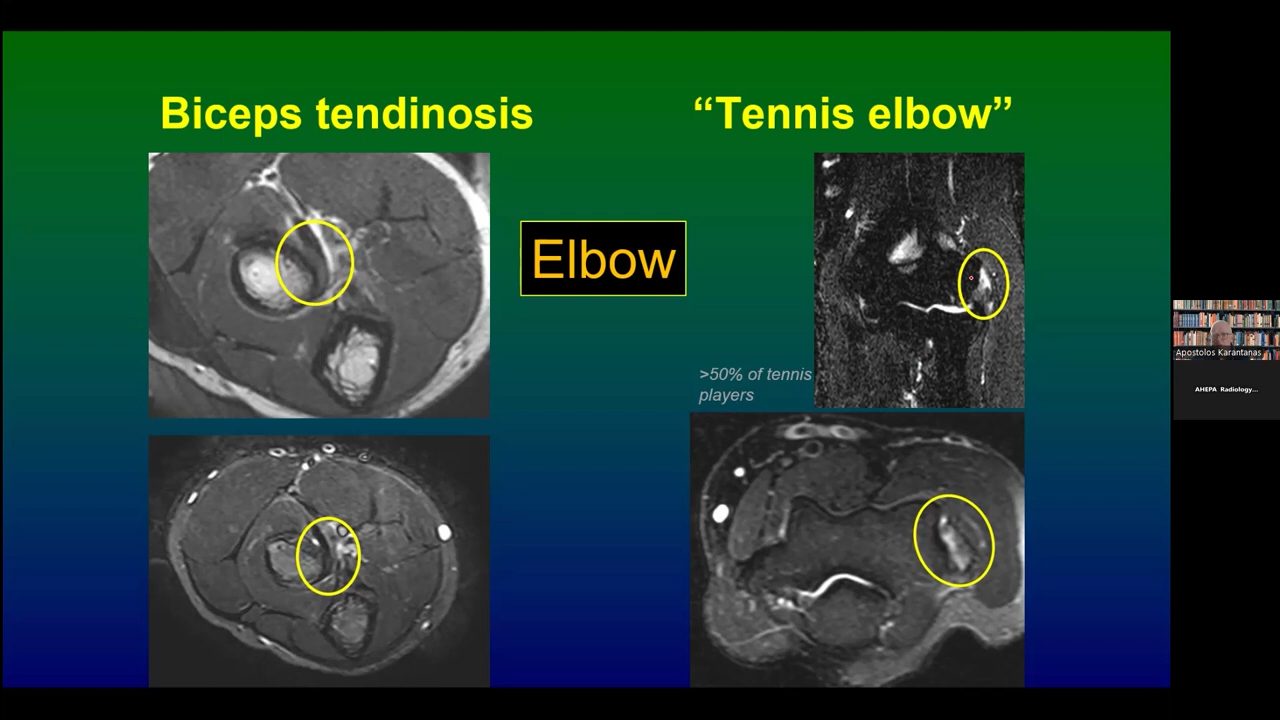 Biceps tendinosis
“Tennis elbow”
Elbow
>50% of tennis
players
Apostolos Karantanas
AHEPA Radiology...